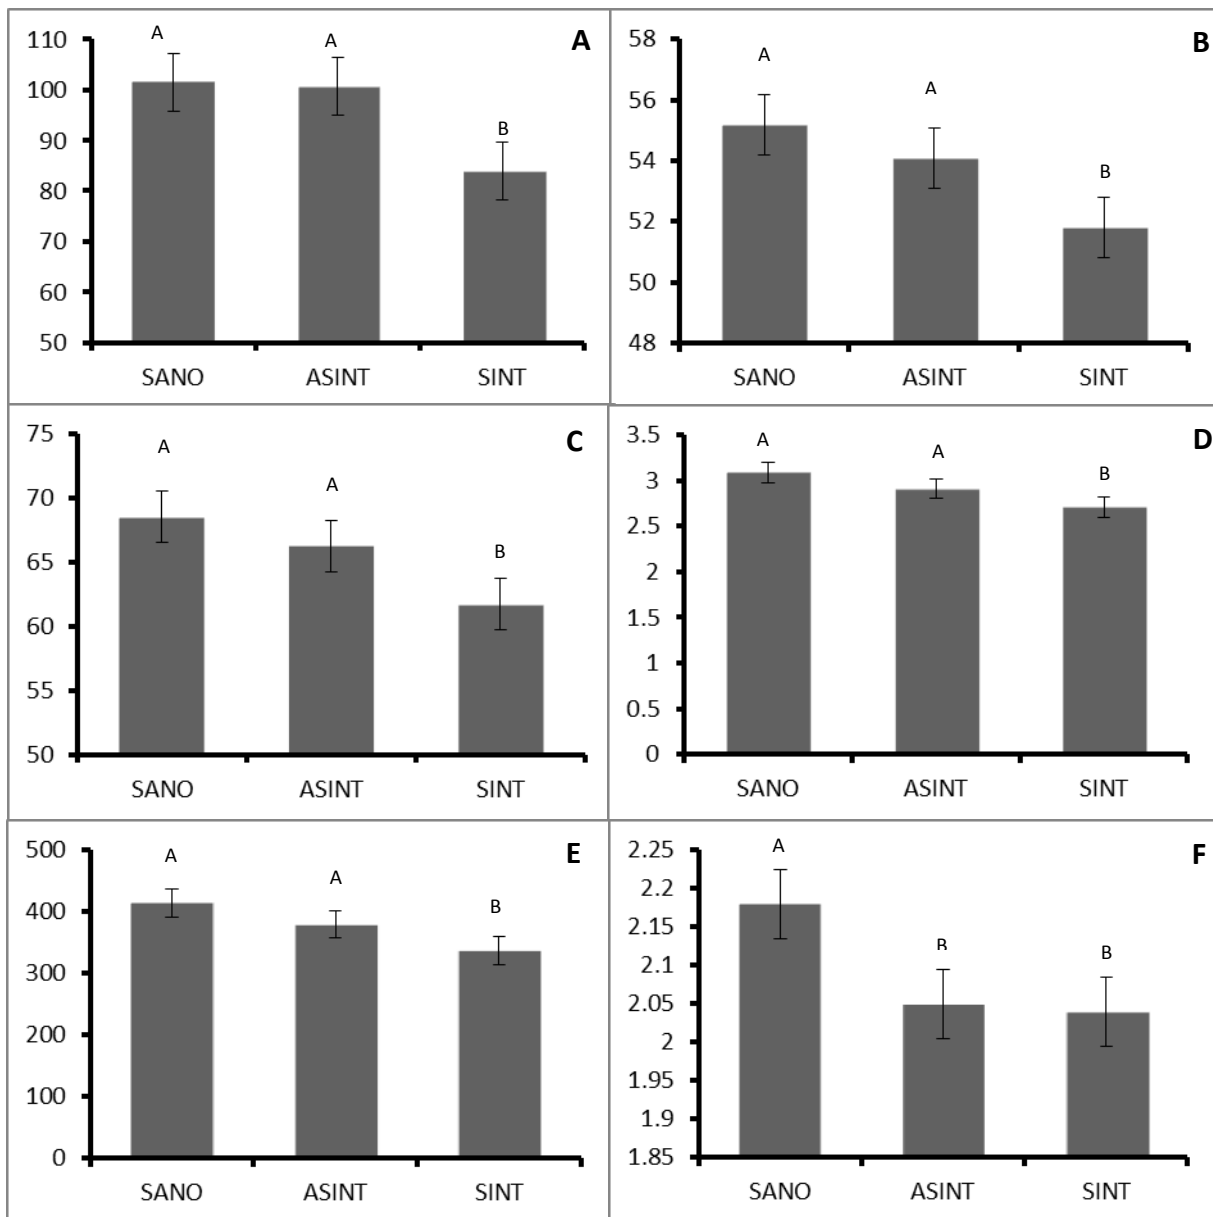 A
110
100
90
80
70
60
50
A
A
B
SANO
ASINT
SINT
B
58
56
54
52
50
48
A
A
B
SANO
ASINT
SINT
C
75
70
65
60
55
50
A
A
B
SANO
ASINT
SINT
D
3.5
3
2.5
2
1.5
1
0.5
0
A
A
B
SANO
ASINT
SINT
E
500
400
300
200
100
0
A
A
B
SANO
ASINT
SINT
F
2.25
2.2
2.15
2.1
2.05
2
1.95
1.9
1.85
A
B
B
SANO
ASINT
SINT